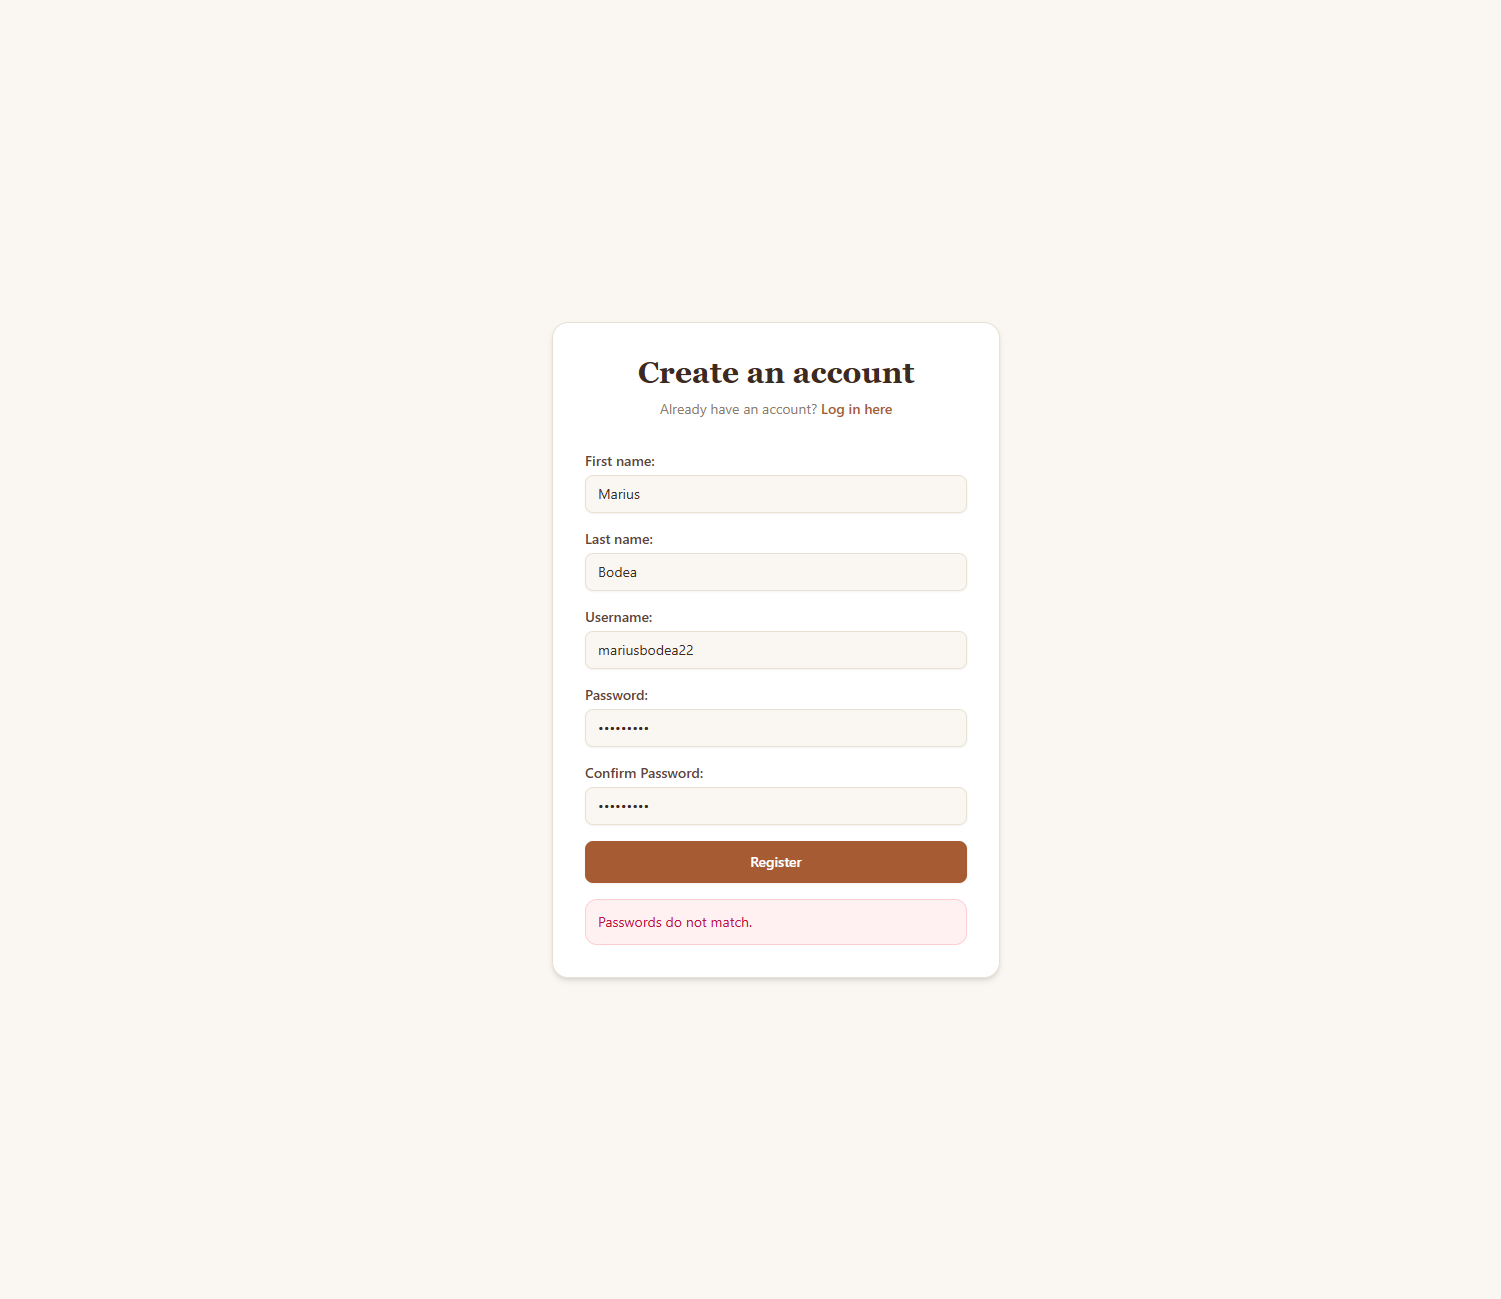 Create an account
Already have an account? Log in here
First name:
Marius
Last name:
Bodea
Username:
mariusbodea22
Password:
•••••••••
Confirm Password:
•••••••••
Register
Passwords do not match.